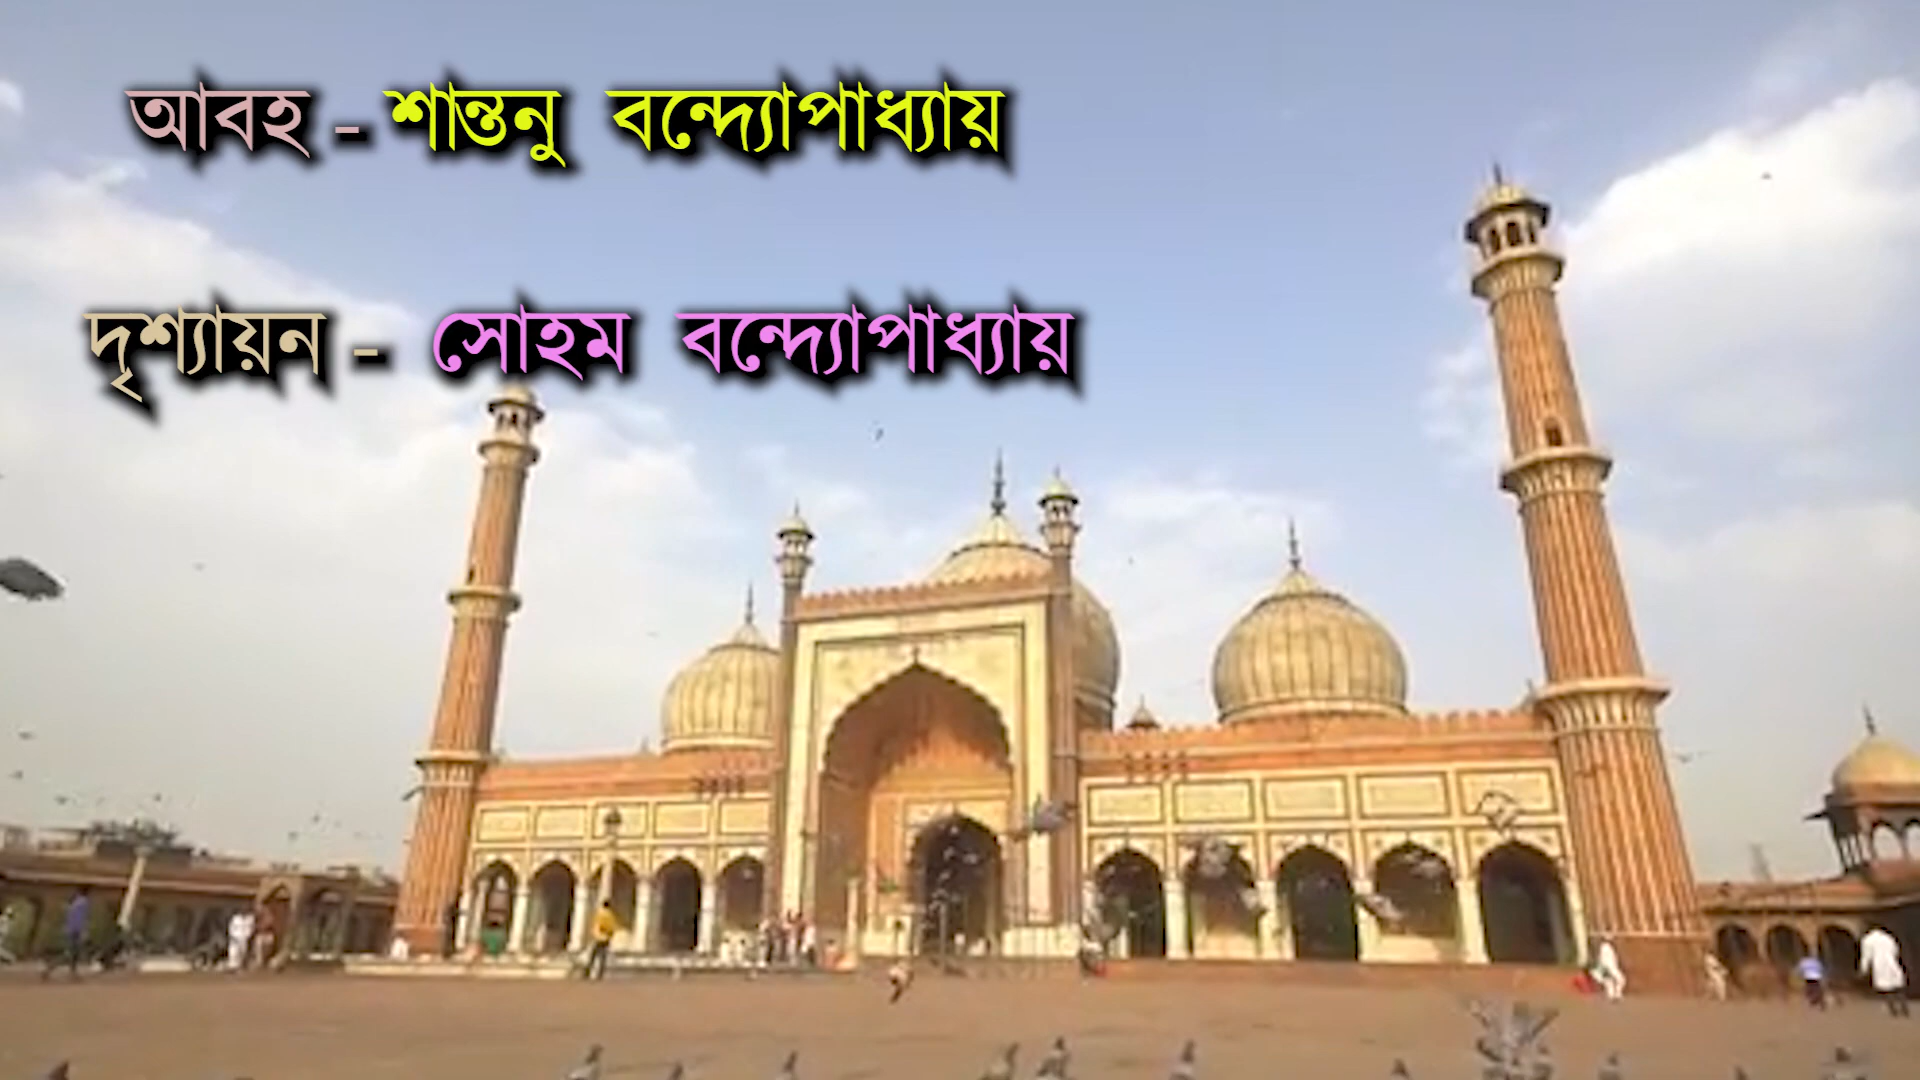 আবহ - শান্তনু বন্দ্যোপাধ্যায়
দৃশ্যায়ন - সোহম বন্দ্যোপাধ্যায়